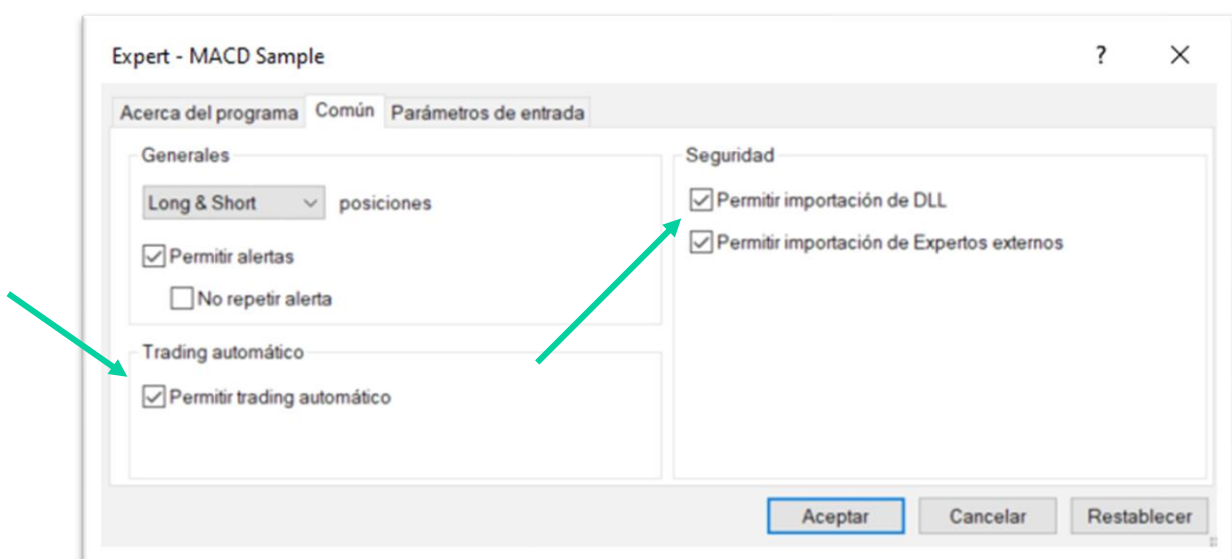 Expert - MACD Sample
?
Acerca del programa Común Parámetros de entrada
Generales
Long & Short posiciones
Permitir alertas
No repetir alerta
Trading automático
Permitir trading automático
Seguridad
Permitir importación de DLL
Permitir importación de Expertos externos
Aceptar Cancelar Restablecer